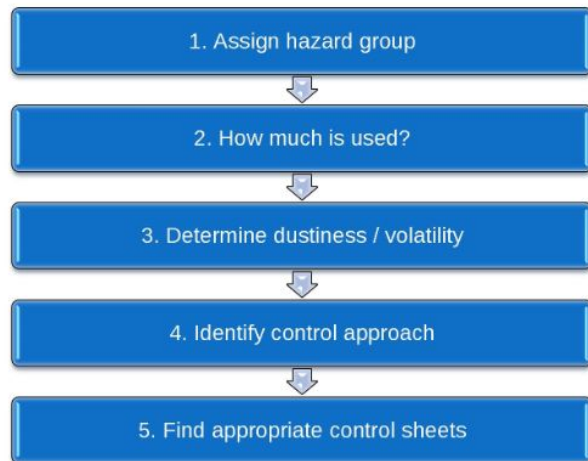 1. Assign hazard group
2. How much is used?
3. Determine dustiness / volatility
4. Identify control approach
5. Find appropriate control sheets